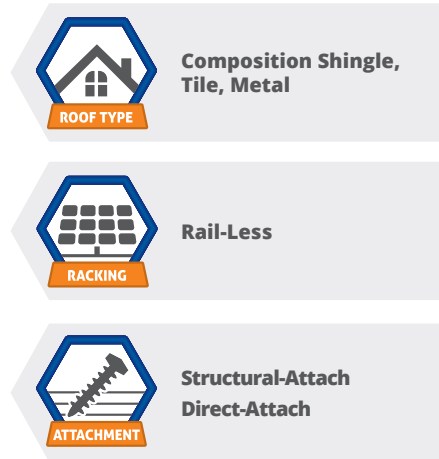 ROOF TYPE
Composition Shingle,
Tile, Metal
RACKING
Rail-Less
ATTACHMENT
Structural-Attach
Direct-Attach